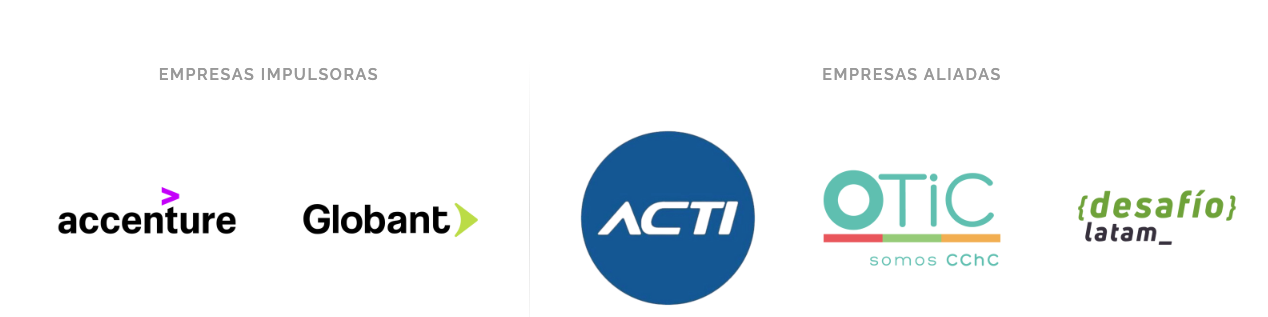 EMPRESAS IMPULSORAS
accenture
Globant
EMPRESAS ALIADAS
ACTI
OTiC
somos CChC
{desafío}
latam_